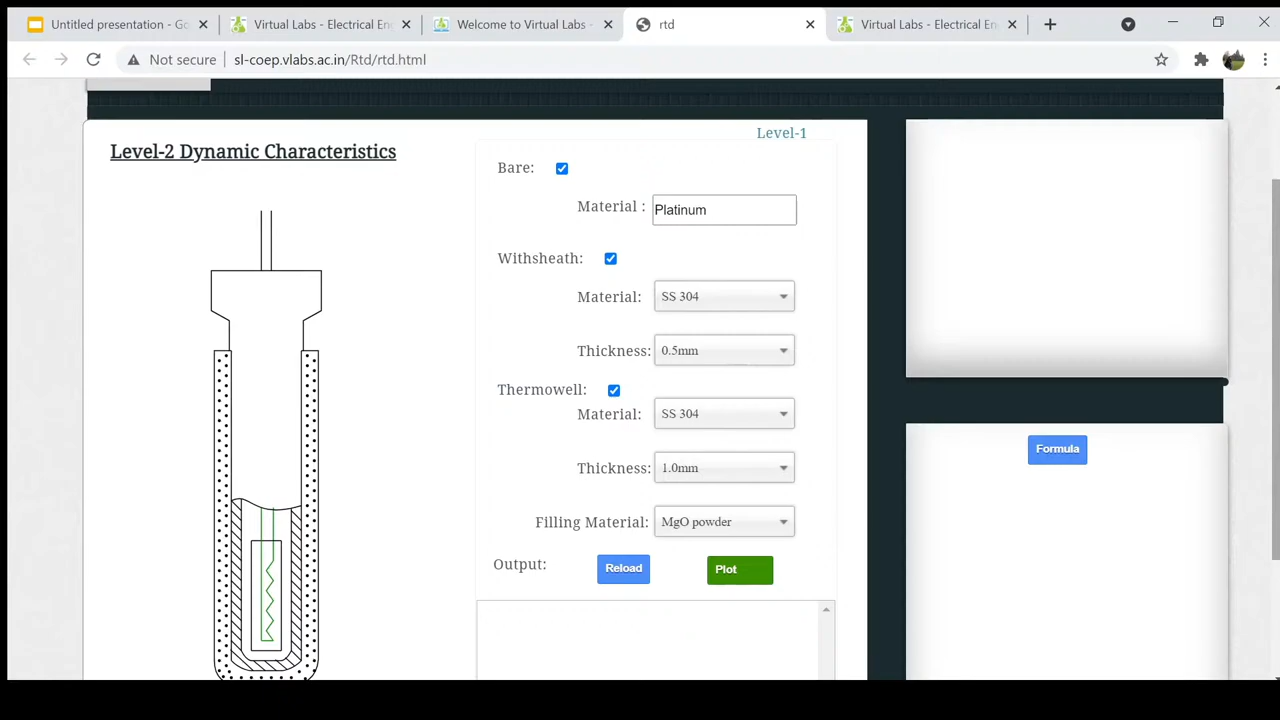 Untitled presentation - Go
Virtual Labs - Electrical En
Welcome to Virtual Labs -
rtd
Virtual Labs - Electrical En
Not secure
sl-coep.vlabs.ac.in/Rtd/rtd.html
Level-1
Level-2 Dynamic Characteristics
Bare:
Material : Platinum
Withsheath:
Material: SS 304
Thickness: 0.5mm
Thermowell:
Material: SS 304
Thickness: 1.0mm
Filling Material: MgO powder
Output: Reload Plot
Formula